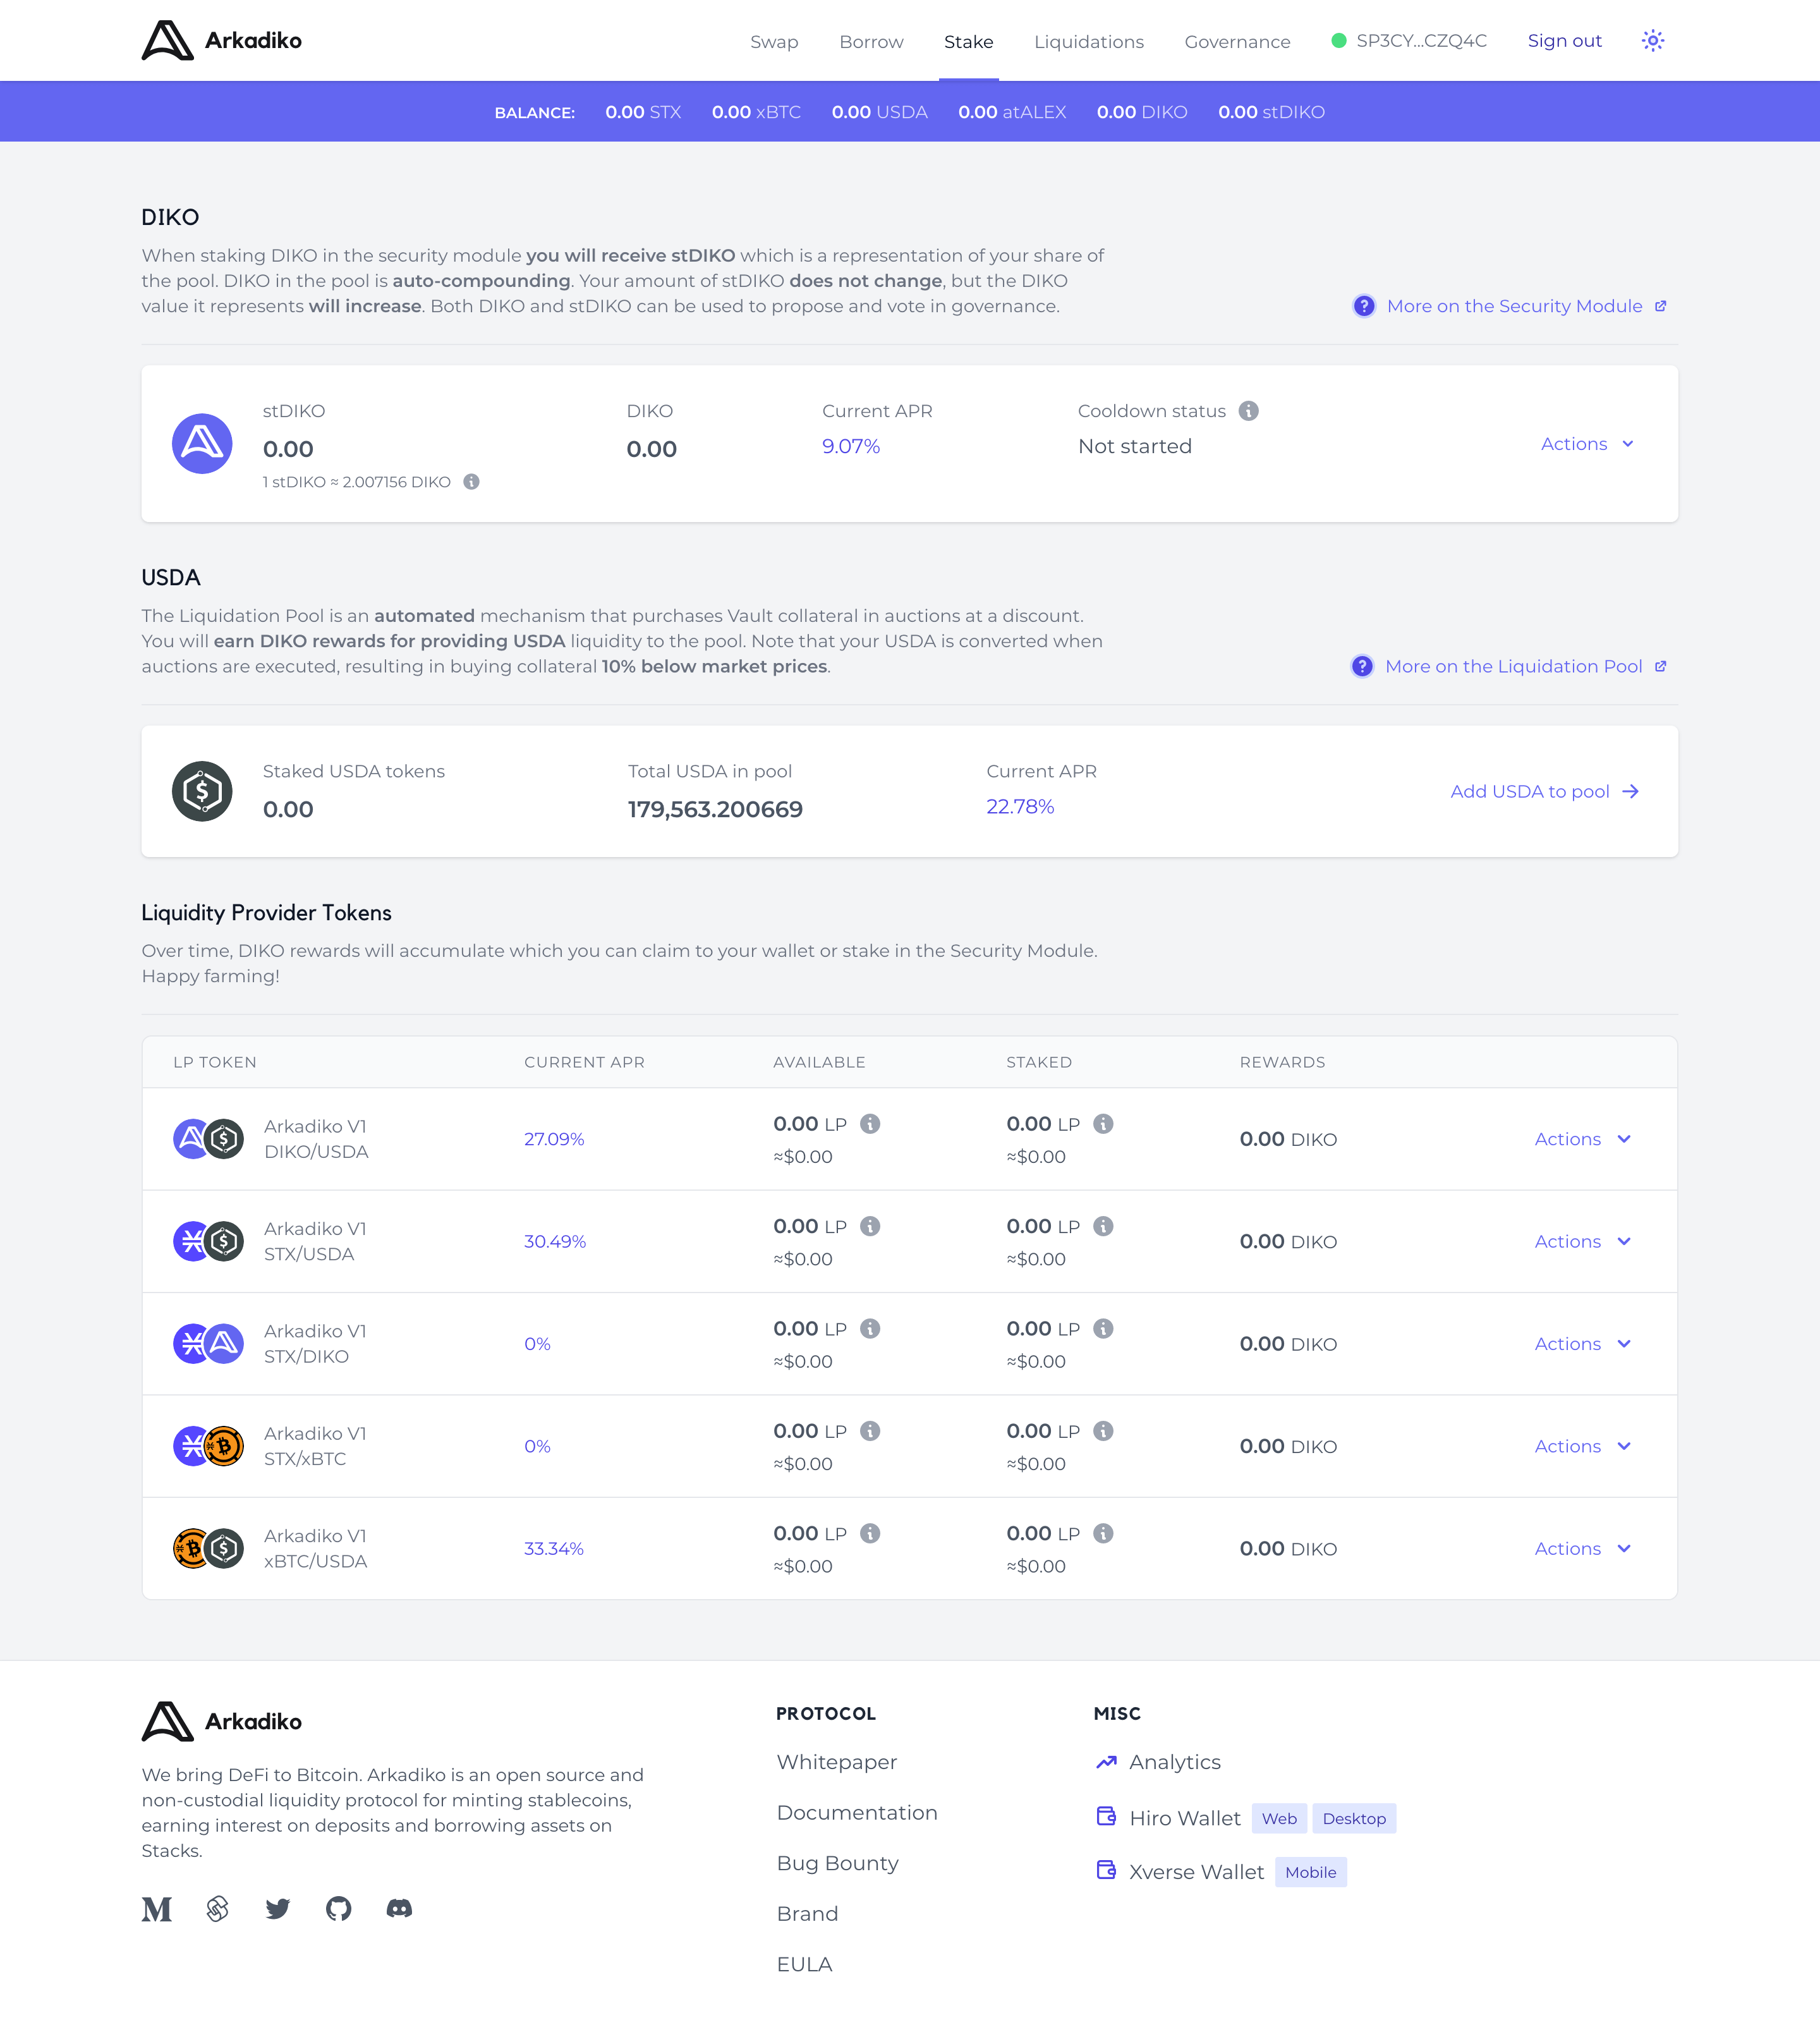 Arkadiko
Swap Borrow Stake Liquidations Governance SP3CY...CZQ4C Sign out
BALANCE: 0.00 STX 0.00 xBTC 0.00 USDA 0.00 atALEX 0.00 DIKO 0.00 stDIKO
DIKO
When staking DIKO in the security module you will receive stDIKO which is a representation of your share of
the pool. DIKO in the pool is auto-compounding. Your amount of stDIKO does not change, but the DIKO
value it represents will increase. Both DIKO and stDIKO can be used to propose and vote in governance.
More on the Security Module
stDIKO DIKO Current APR Cooldown status
0.00 0.00 9.07% Not started Actions
1 stDIKO ≈ 2.007156 DIKO
USDA
The Liquidation Pool is an automated mechanism that purchases Vault collateral in auctions at a discount.
You will earn DIKO rewards for providing USDA liquidity to the pool. Note that your USDA is converted when
auctions are executed, resulting in buying collateral 10% below market prices.
More on the Liquidation Pool
Staked USDA tokens Total USDA in pool Current APR
0.00 179,563.200669 22.78% Add USDA to pool
Liquidity Provider Tokens
Over time, DIKO rewards will accumulate which you can claim to your wallet or stake in the Security Module.
Happy farming!
LP TOKEN CURRENT APR AVAILABLE STAKED REWARDS
Arkadiko V1 0.00 LP 0.00 LP
27.09% 0.00 DIKO Actions
DIKO/USDA ≈$0.00 ≈$0.00
Arkadiko V1 0.00 LP 0.00 LP
30.49% 0.00 DIKO Actions
STX/USDA ≈$0.00 ≈$0.00
Arkadiko V1 0.00 LP 0.00 LP
0% 0.00 DIKO Actions
STX/DIKO ≈$0.00 ≈$0.00
Arkadiko V1 0.00 LP 0.00 LP
0% 0.00 DIKO Actions
STX/xBTC ≈$0.00 ≈$0.00
Arkadiko V1 0.00 LP 0.00 LP
33.34% 0.00 DIKO Actions
xBTC/USDA ≈$0.00 ≈$0.00
Arkadiko
We bring DeFi to Bitcoin. Arkadiko is an open source and
non-custodial liquidity protocol for minting stablecoins,
earning interest on deposits and borrowing assets on
Stacks.
PROTOCOL
Whitepaper
Documentation
Bug Bounty
Brand
EULA
MISC
Analytics
Hiro Wallet Web Desktop
Xverse Wallet Mobile